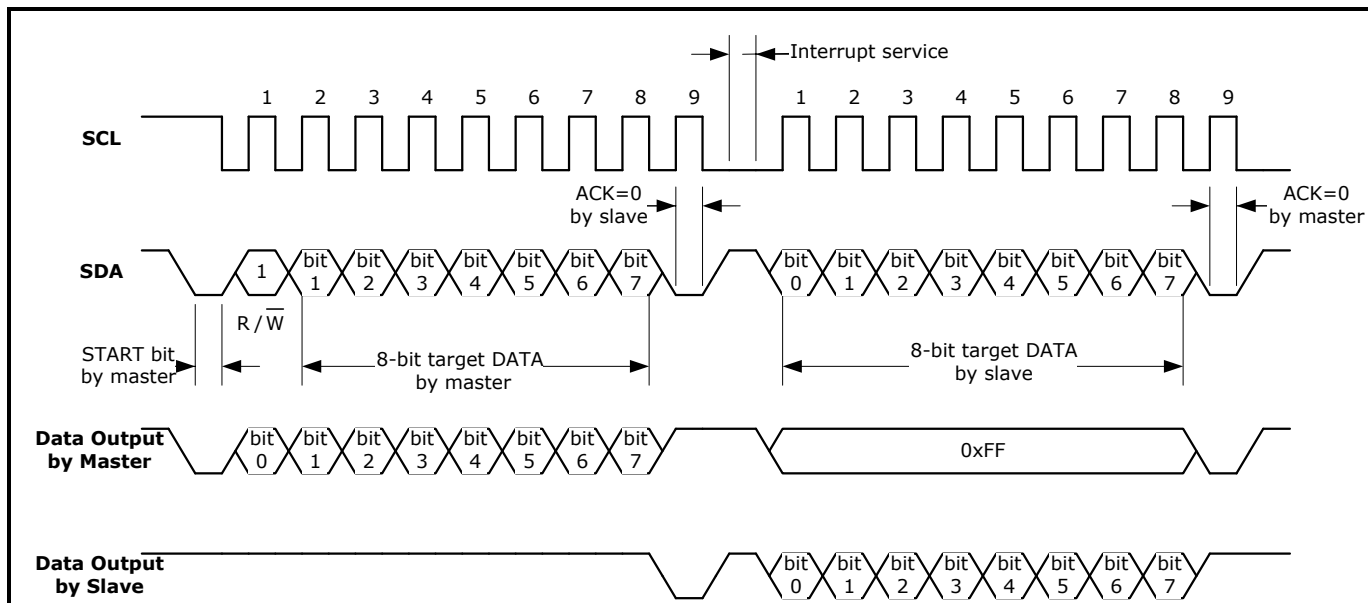 Interrupt service
1 2 3 4 5 6 7 8 9 1 2 3 4 5 6 7 8 9
SCL
ACK=0
by slave
ACK=0
by master
SDA
1 bit 1 bit 2 bit 3 bit 4 bit 5 bit 6 bit 7 bit 0 bit 1 bit 2 bit 3 bit 4 bit 5 bit 6 bit 7
R / W̅
START bit
by master
8-bit target DATA
by master
8-bit target DATA
by slave
Data Output
by Master
bit 0 bit 1 bit 2 bit 3 bit 4 bit 5 bit 6 bit 7 0xFF
Data Output
by Slave
bit 0 bit 1 bit 2 bit 3 bit 4 bit 5 bit 6 bit 7